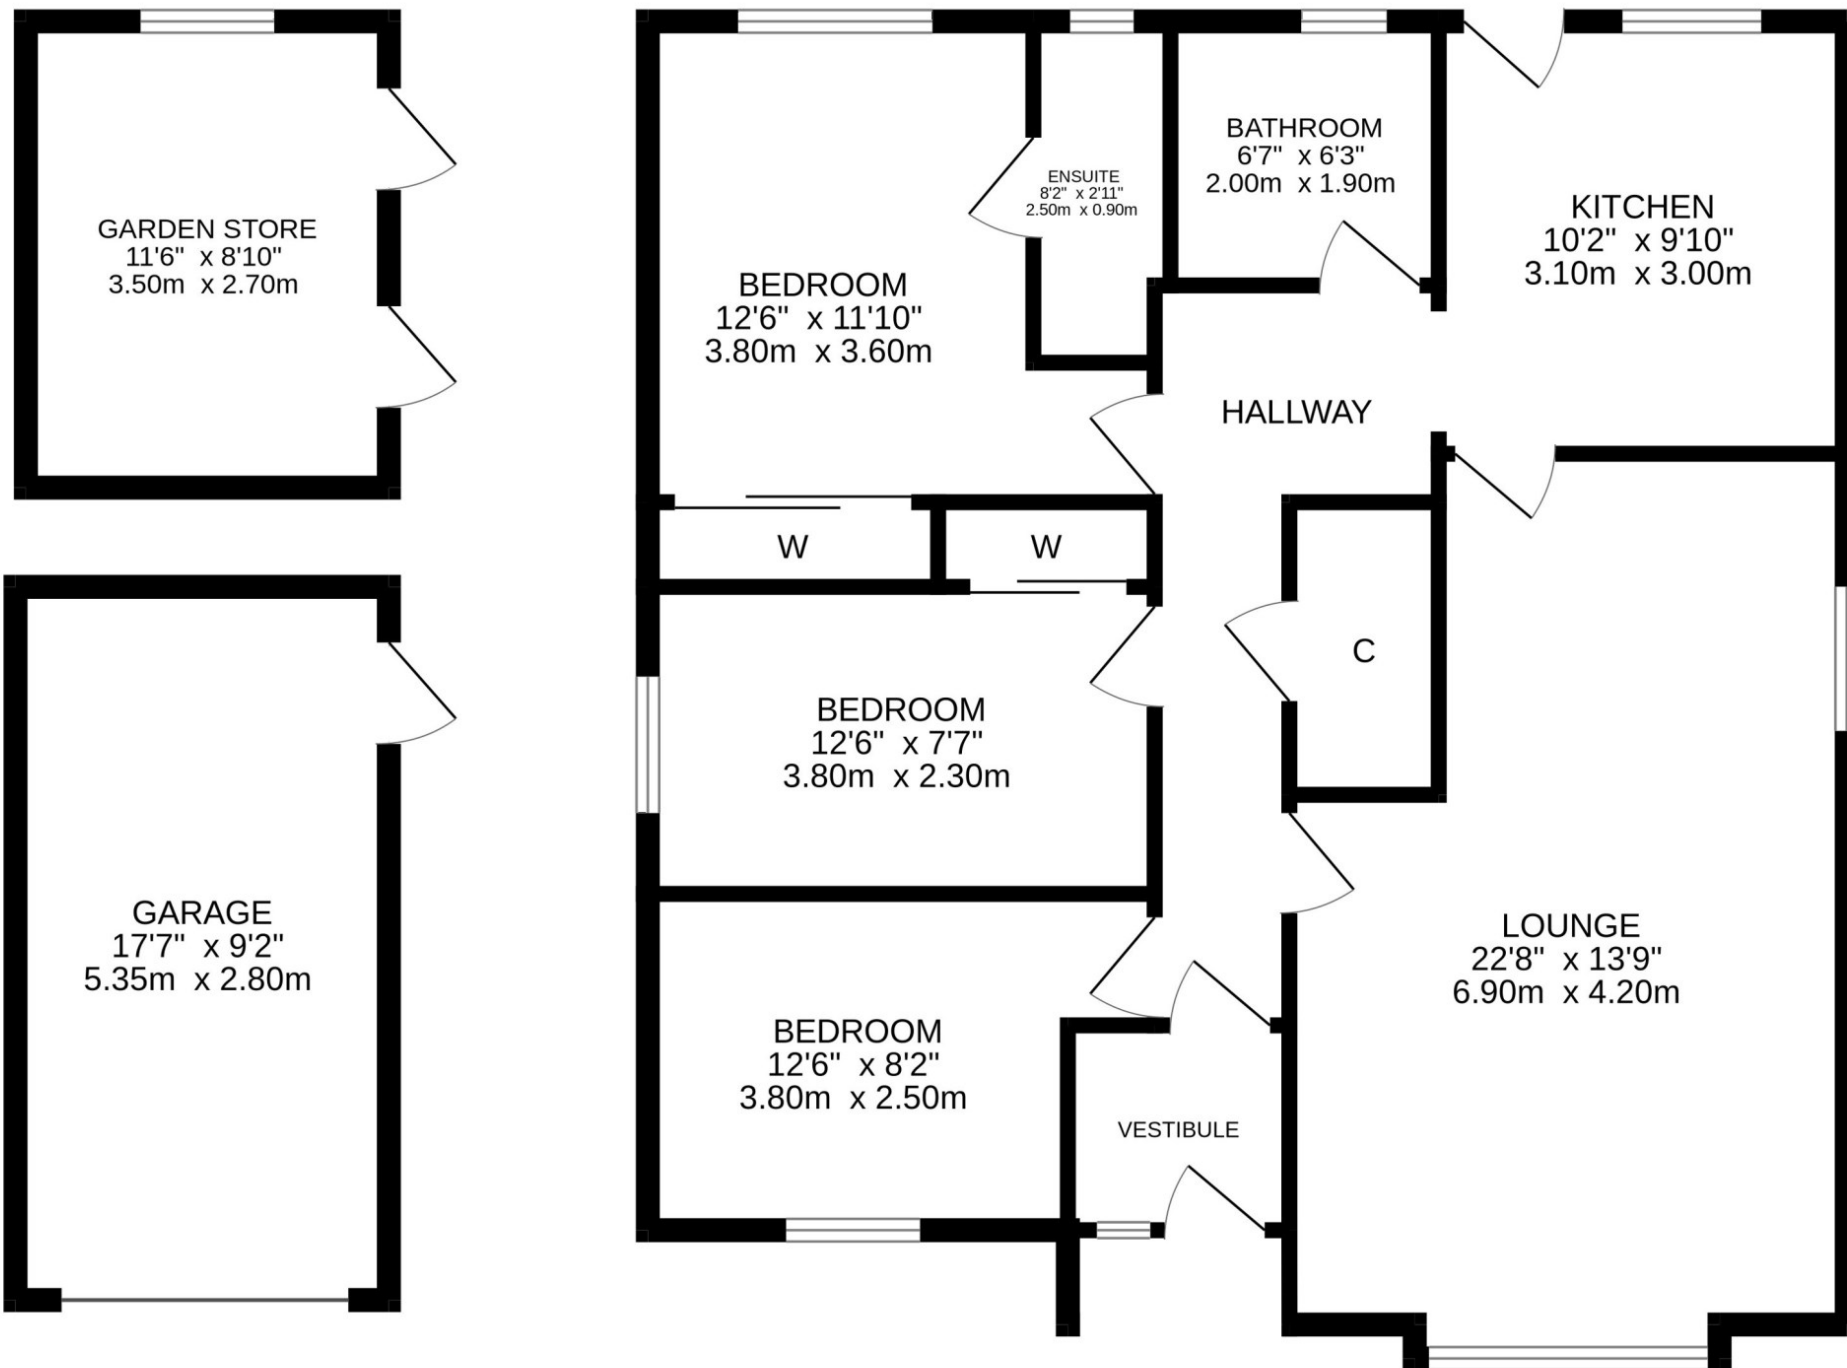 GARDEN STORE
11'6" x 8'10"
3.50m x 2.70m
GARAGE
17'7" x 9'2"
5.35m x 2.80m
BEDROOM
12'6" x 11'10"
3.80m x 3.60m
ENSUITE
8'2" x 2'11"
2.50m x 0.90m
BATHROOM
6'7" x 6'3"
2.00m x 1.90m
KITCHEN
10'2" x 9'10"
3.10m x 3.00m
HALLWAY
W
W
C
BEDROOM
12'6" x 7'7"
3.80m x 2.30m
LOUNGE
22'8" x 13'9"
6.90m x 4.20m
BEDROOM
12'6" x 8'2"
3.80m x 2.50m
VESTIBULE